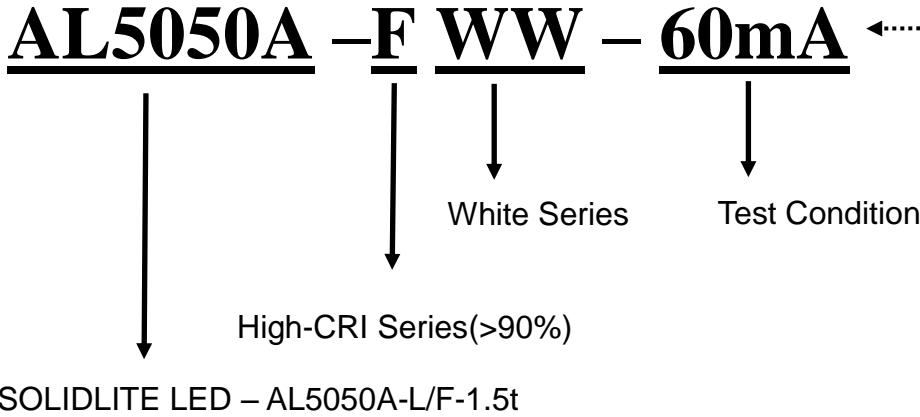 AL5050A –F WW – 60mA
White Series
Test Condition
High-CRI Series(>90%)
SOLIDLITE LED – AL5050A-L/F-1.5t